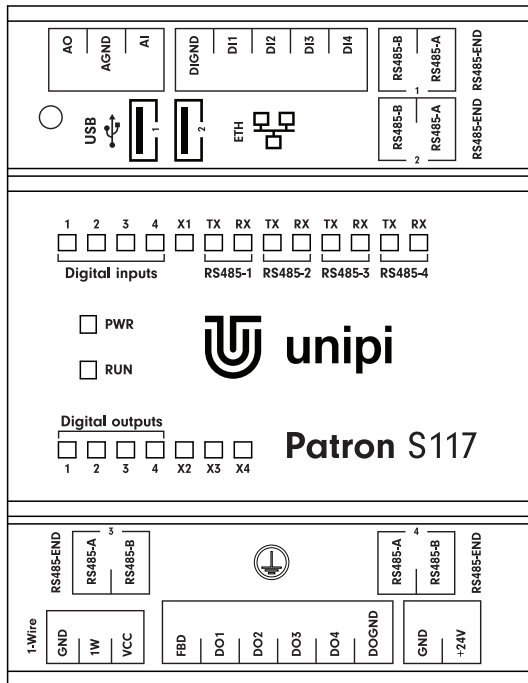 AO AGND AI DIGND DI1 DI2 DI3 DI4 RS485-B RS485-A RS485-END
1
USB 1 2 ETH RS485-B RS485-A RS485-END
2
1 2 3 4 X1 TX RX TX RX TX RX TX RX
Digital inputs RS485-1 RS485-2 RS485-3 RS485-4
PWR
unipi
RUN
Digital outputs
Patron S117
1 2 3 4 X2 X3 X4
3 4
RS485-END RS485-A RS485-B RS485-A RS485-B RS485-END
1-Wire GND 1W VCC FBD DO1 DO2 DO3 DO4 DOGND GND +24V